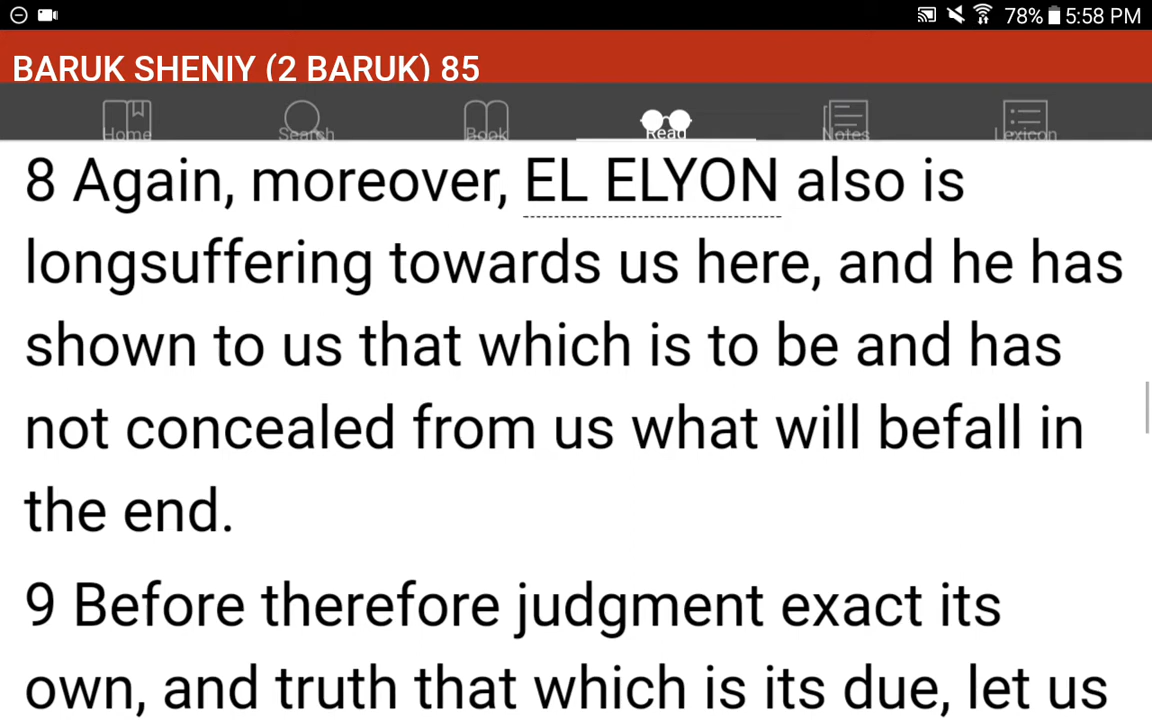 78% 5:58 PM
BARUK SHENIY (2 BARUK) 85
Home Search Book Read Notes Lexicon
8 Again, moreover, EL ELYON also is
longsuffering towards us here, and he has
shown to us that which is to be and has
not concealed from us what will befall in
the end.
9 Before therefore judgment exact its
own, and truth that which is its due, let us